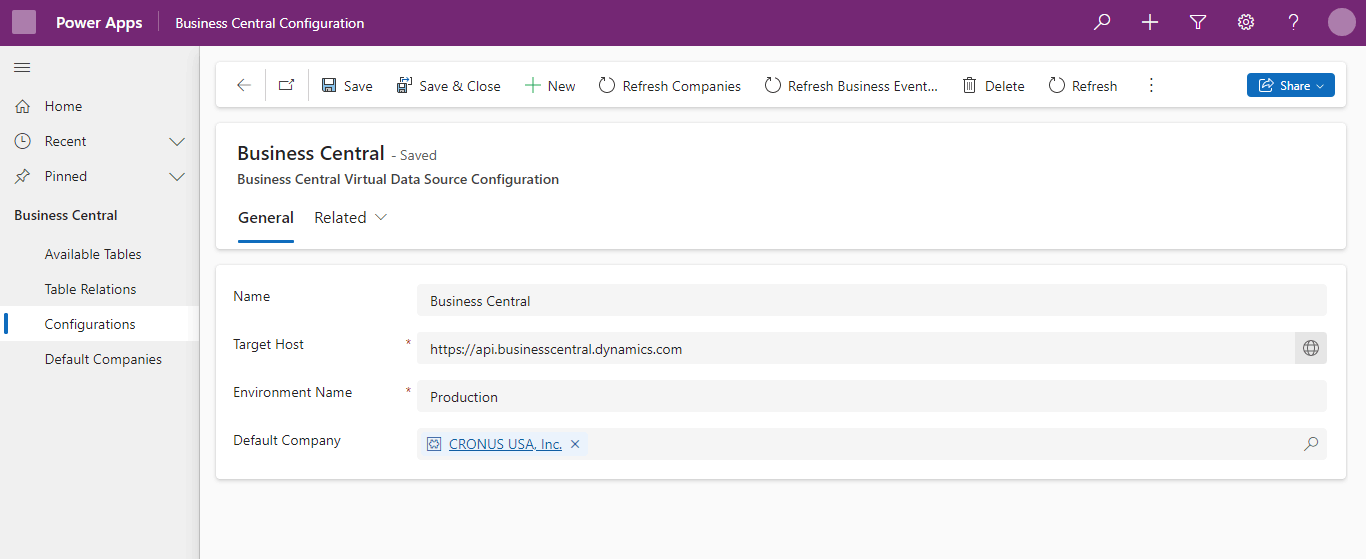 Power Apps
Business Central Configuration
Home
Recent
Pinned
Business Central
Available Tables
Table Relations
Configurations
Default Companies
Save
Save & Close
New
Refresh Companies
Refresh Business Event...
Delete
Refresh
Share
Business Central - Saved
Business Central Virtual Data Source Configuration
General
Related
Name
Business Central
Target Host *
https://api.businesscentral.dynamics.com
Environment Name *
Production
Default Company
CRONUS USA, Inc.